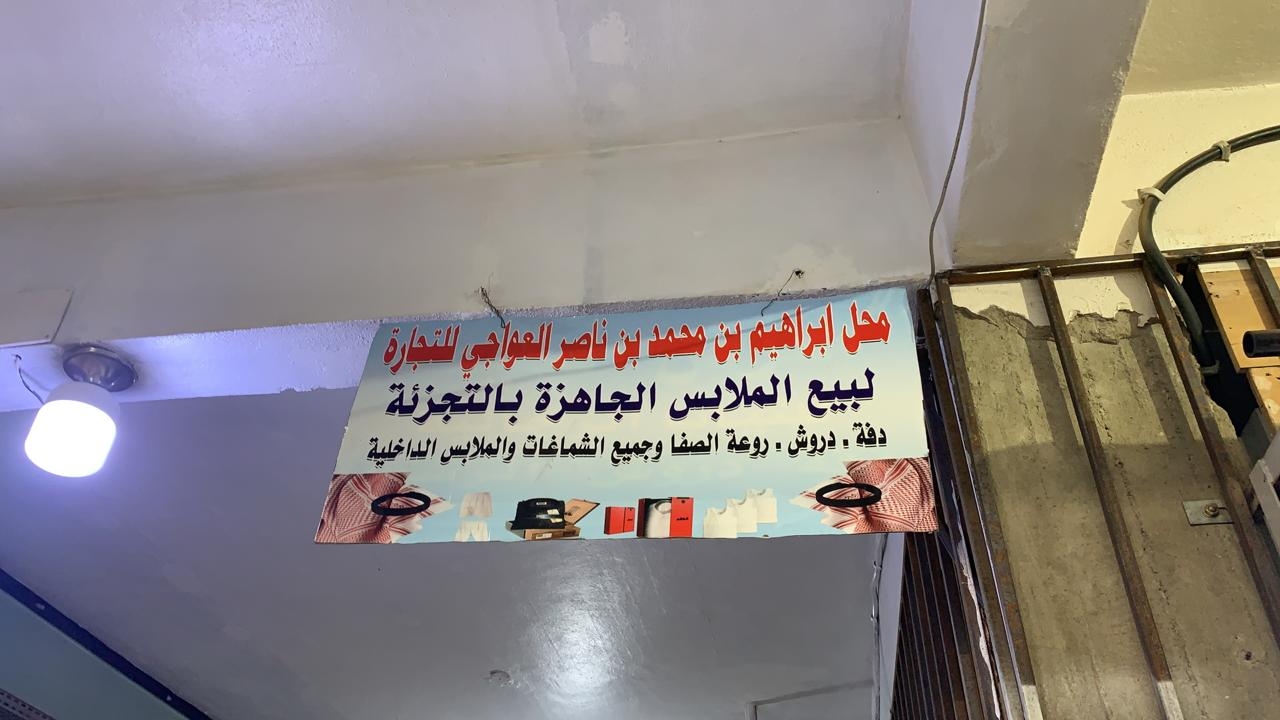 محل ابراهيم بن محمد بن ناصر العواجي للتجارة
لبيع الملابس الجاهزة بالتجزئة
دفة . دروش . روعة الصفا وجميع الشماغات والملابس الداخلية